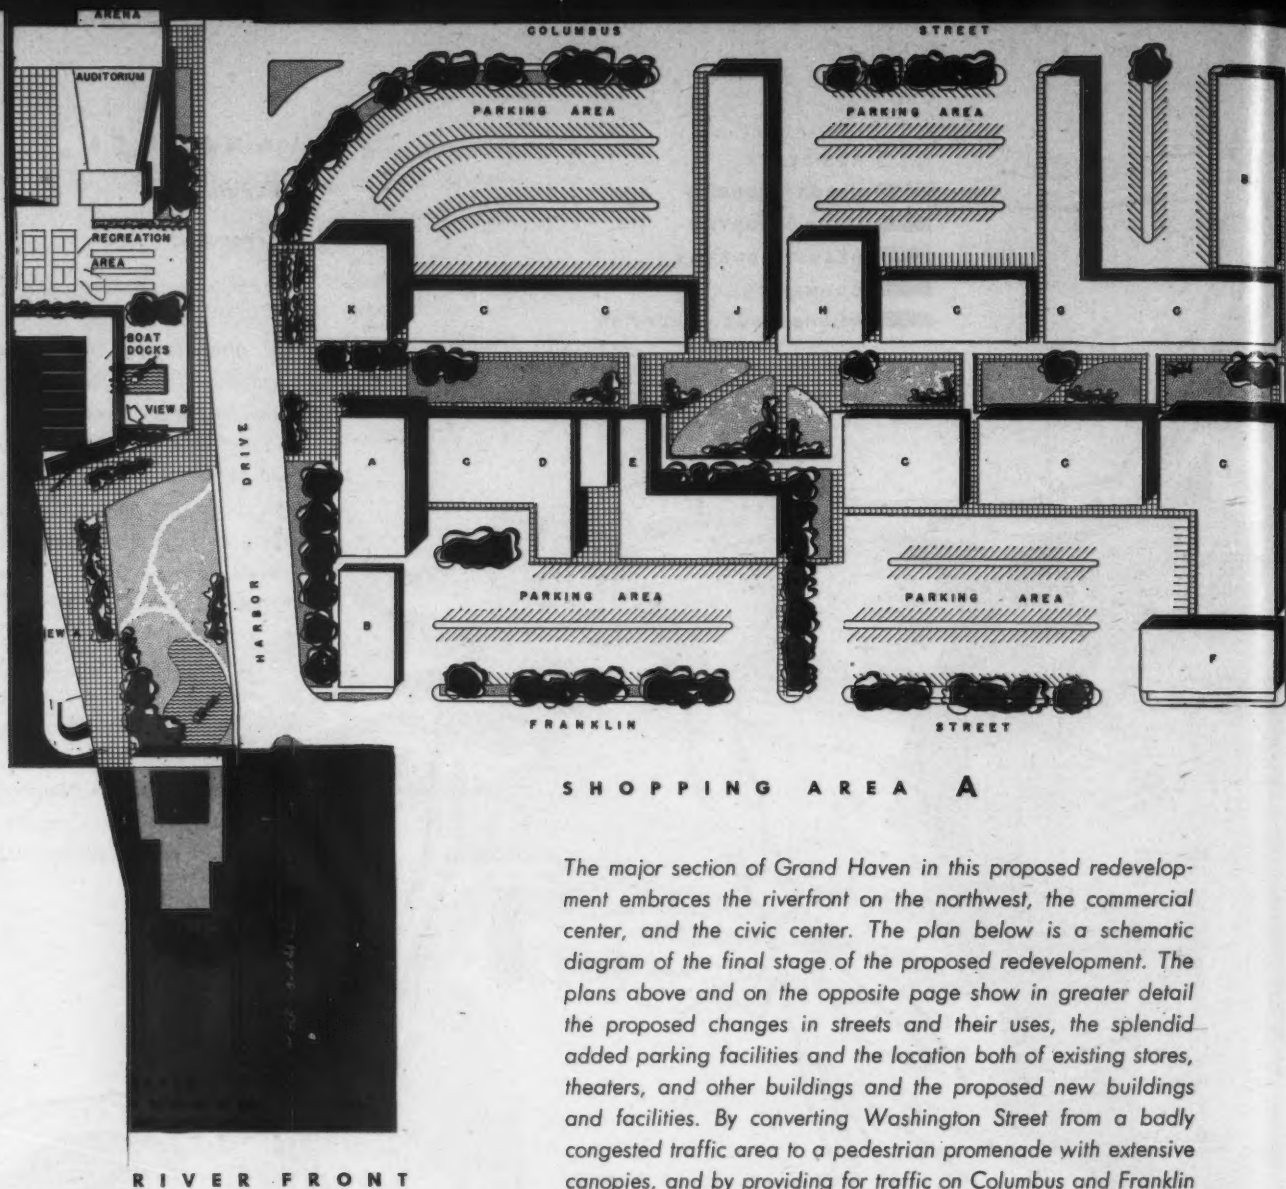 ARENA
COLUMBUS STREET
AUDITORIUM
PARKING AREA
PARKING AREA
B
RECREATION
AREA
K C C J H C G C
BOAT
DOCKS
VIEW B
HARBOR DRIVE
A C D E C C C
PARKING AREA
PARKING AREA
B
F
FRANKLIN STREET
SHOPPING AREA A
The major section of Grand Haven in this proposed redevelop-
ment embraces the riverfront on the northwest, the commercial
center, and the civic center. The plan below is a schematic
diagram of the final stage of the proposed redevelopment. The
plans above and on the opposite page show in greater detail
the proposed changes in streets and their uses, the splendid
added parking facilities and the location both of existing stores,
theaters, and other buildings and the proposed new buildings
and facilities. By converting Washington Street from a badly
congested traffic area to a pedestrian promenade with extensive
canopies, and by providing for traffic on Columbus and Franklin
RIVER FRONT